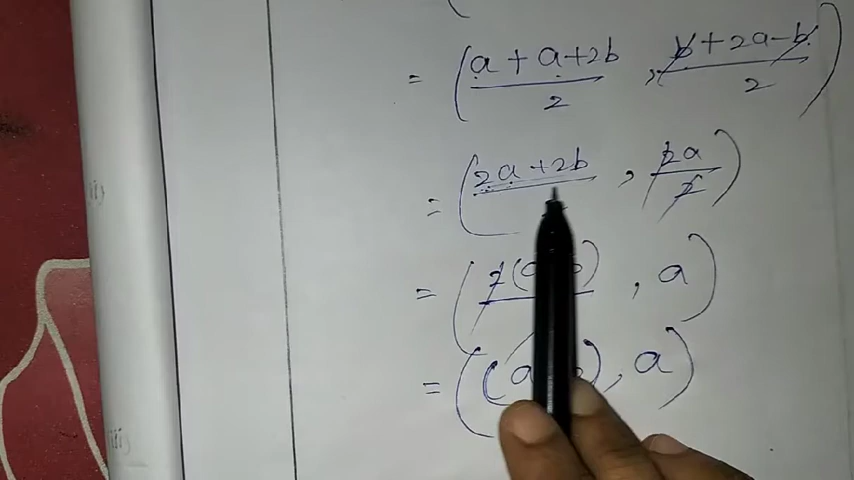 = (a + a + 2b / 2 , b + 2a - b / 2)
= (2a + 2b / , 2a / 2)
= (2(a ) , a)
= ((a ), a)